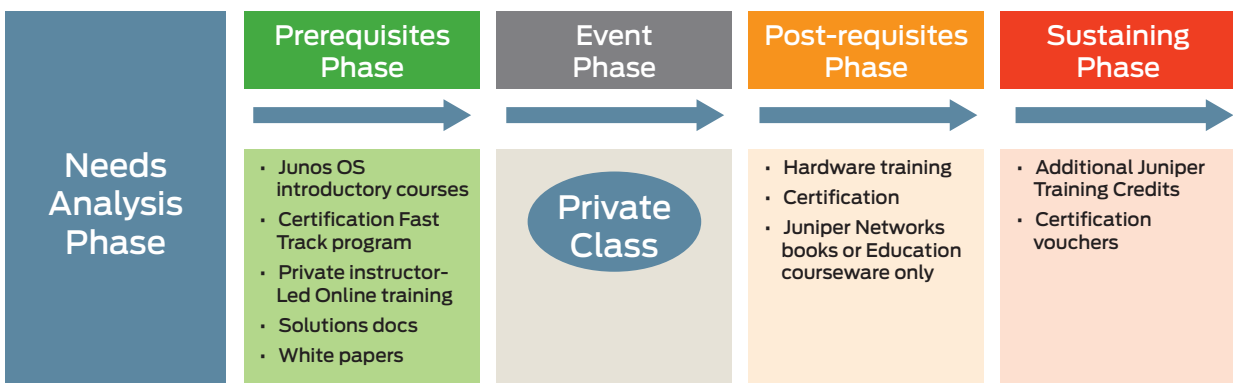 Needs
Analysis
Phase
Prerequisites
Phase
· Junos OS
introductory courses
· Certification Fast
Track program
· Private instructor-
Led Online training
· Solutions docs
· White papers
Event
Phase
Private
Class
Post-requisites
Phase
· Hardware training
· Certification
· Juniper Networks
books or Education
courseware only
Sustaining
Phase
· Additional Juniper
Training Credits
· Certification
vouchers